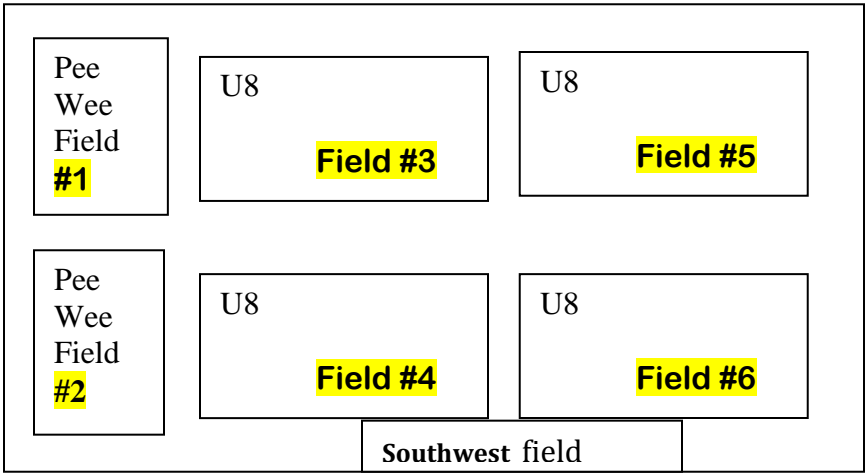 Pee
Wee
Field
#1
U8
Field #3
U8
Field #5
Pee
Wee
Field
#2
U8
Field #4
U8
Field #6
Southwest field